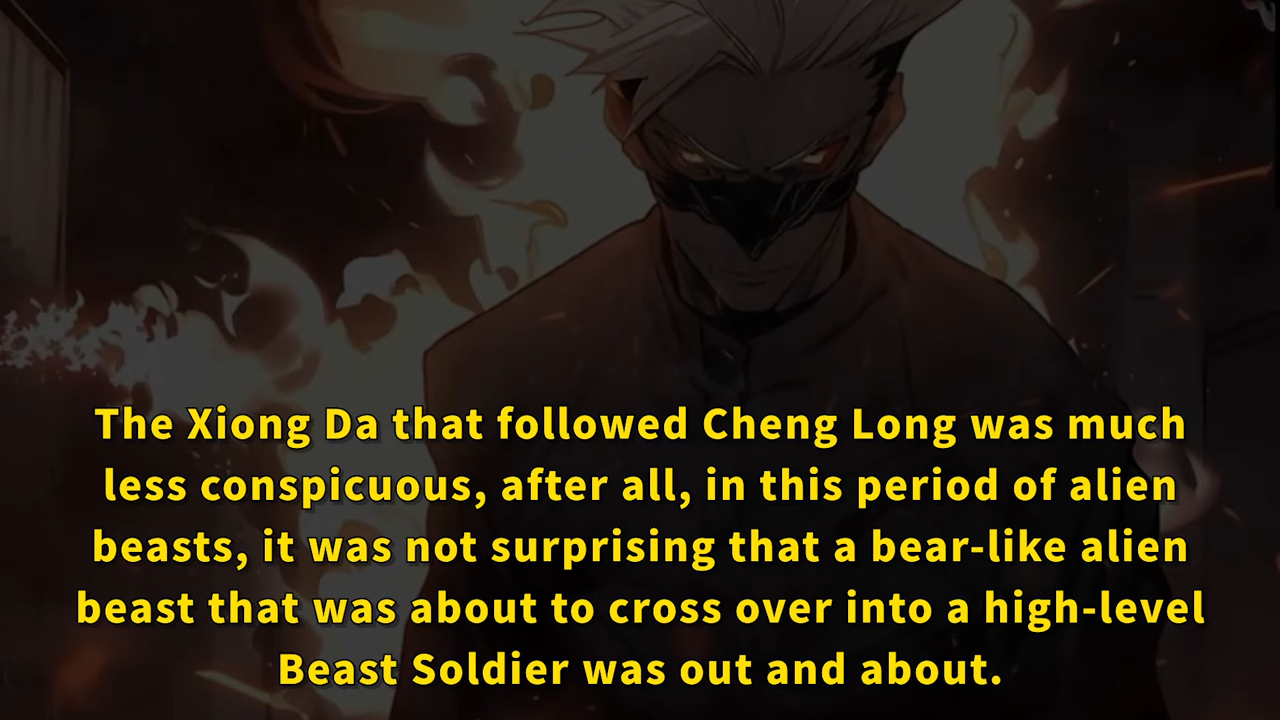 The Xiong Da that followed Cheng Long was much
less conspicuous, after all, in this period of alien
beasts, it was not surprising that a bear-like alien
beast that was about to cross over into a high-level
Beast Soldier was out and about.